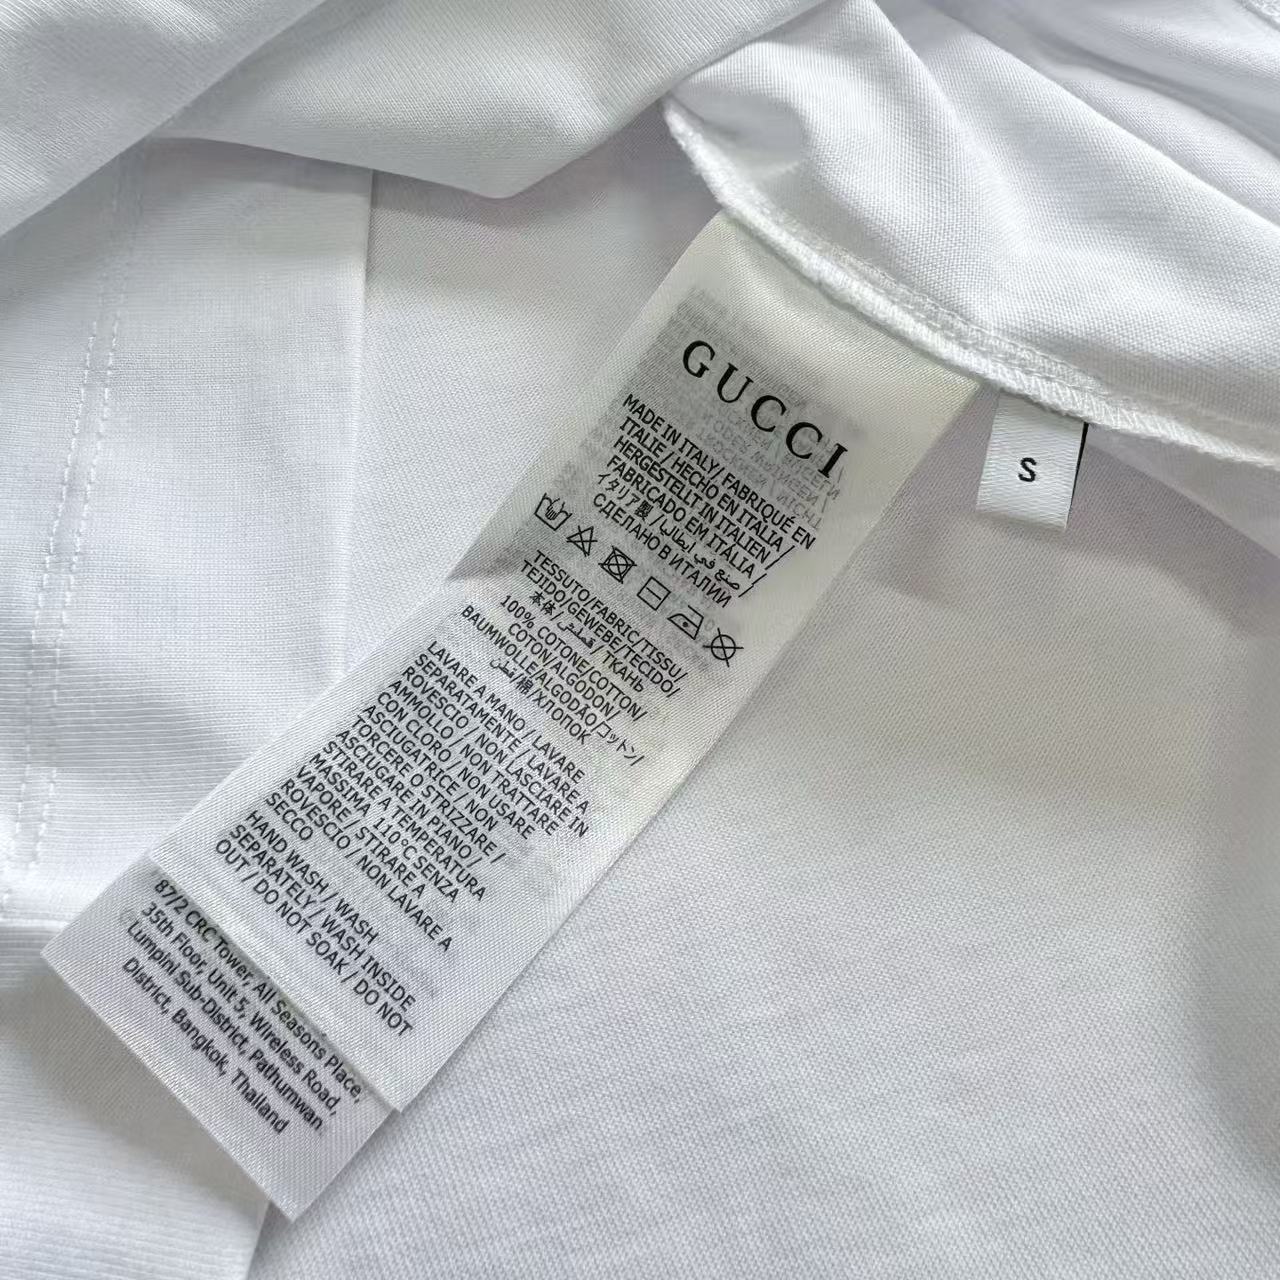 GUCCI
MADE IN ITALY/ FABRIQUÉ EN
ITALIE / HECHO EN ITALIA /
HERGESTELLT IN ITALIEN /
FABRICADO EM ITÁLIA /
イタリア製 / صنع في إيطاليا /
СДЕЛАНО В ИТАЛИИ
TESSUTO/FABRIC/TISSU/
TEJIDO/GEWEBE/TECIDO/
本体/قماش/ ТКАНЬ
100% COTONE/COTTON/
COTON/ALGODON/
BAUMWOLLE/ALGODÃO/コットン/
قطن/棉/ХЛОПОК
LAVARE A MANO / LAVARE
SEPARATAMENTE / LAVARE A
ROVESCIO / NON LASCIARE IN
AMMOLLO / NON TRATTARE
CON CLORO / NON USARE
ASCIUGATRICE / NON
TORCERE O STRIZZARE /
ASCIUGARE IN PIANO /
STIRARE A TEMPERATURA
MASSIMA 110°C SENZA
VAPORE / STIRARE A
ROVESCIO / NON LAVARE A
SECCO
HAND WASH / WASH
SEPARATELY / WASH INSIDE
OUT / DO NOT SOAK / DO NOT
87/2 CRC Tower, All Seasons Place,
35th Floor, Unit 5, Wireless Road,
Lumpini Sub-District, Pathumwan
District, Bangkok, Thailand
S